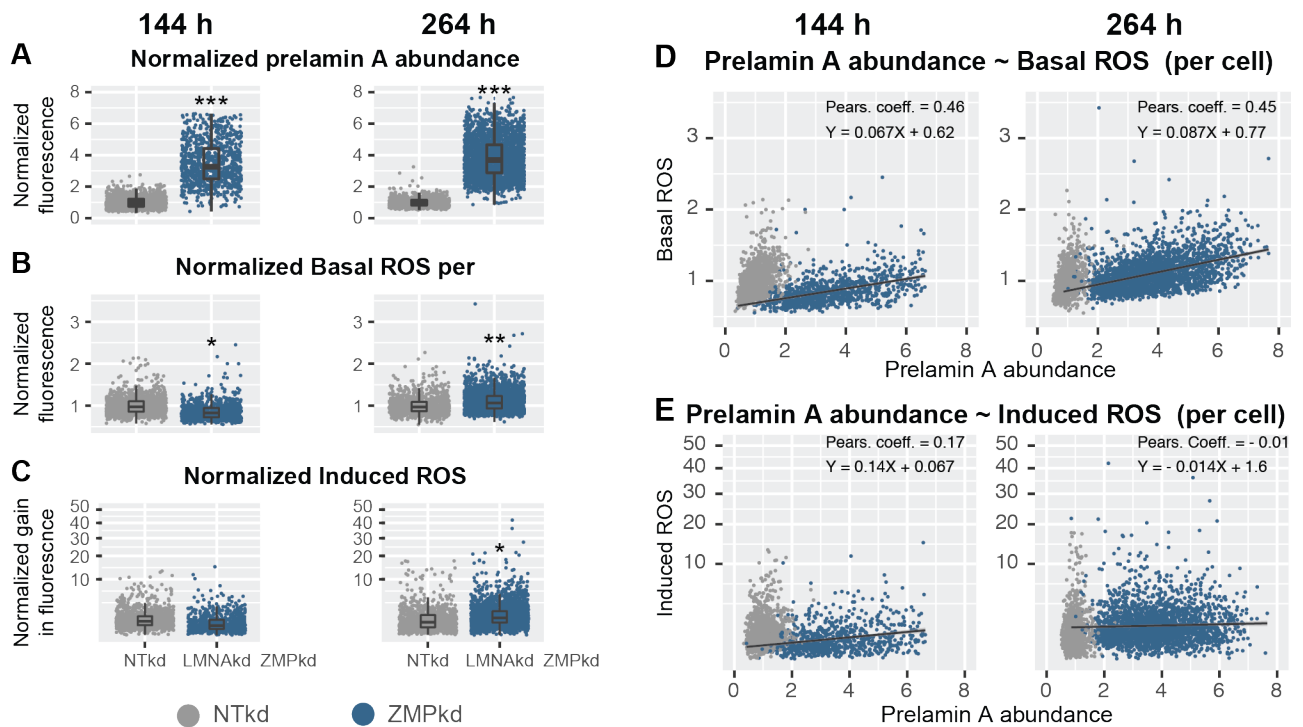 144 h
264 h
A
Normalized prelamin A abundance
Normalized
fluorescence
8
6
4
2
0
***
8
6
4
2
0
***
B
Normalized Basal ROS per
Normalized
fluorescence
3
2
1
*
3
2
1
**
C
Normalized Induced ROS
Normalized gain
in fluorescnce
50
40
30
20
10
50
40
30
20
10
*
NTkd LMNAkd ZMPkd
NTkd LMNAkd ZMPkd
NTkd
ZMPkd
144 h
264 h
D
Prelamin A abundance ~ Basal ROS (per cell)
Basal ROS
3
2
1
Pears. coeff. = 0.46
Y = 0.067X + 0.62
0 2 4 6 8
3
2
1
Pears. coeff. = 0.45
Y = 0.087X + 0.77
0 2 4 6 8
Prelamin A abundance
E
Prelamin A abundance ~ Induced ROS (per cell)
Induced ROS
50
40
30
20
10
Pears. coeff. = 0.17
Y = 0.14X + 0.067
0 2 4 6 8
50
40
30
20
10
Pears. Coeff. = - 0.01
Y = - 0.014X + 1.6
0 2 4 6 8
Prelamin A abundance